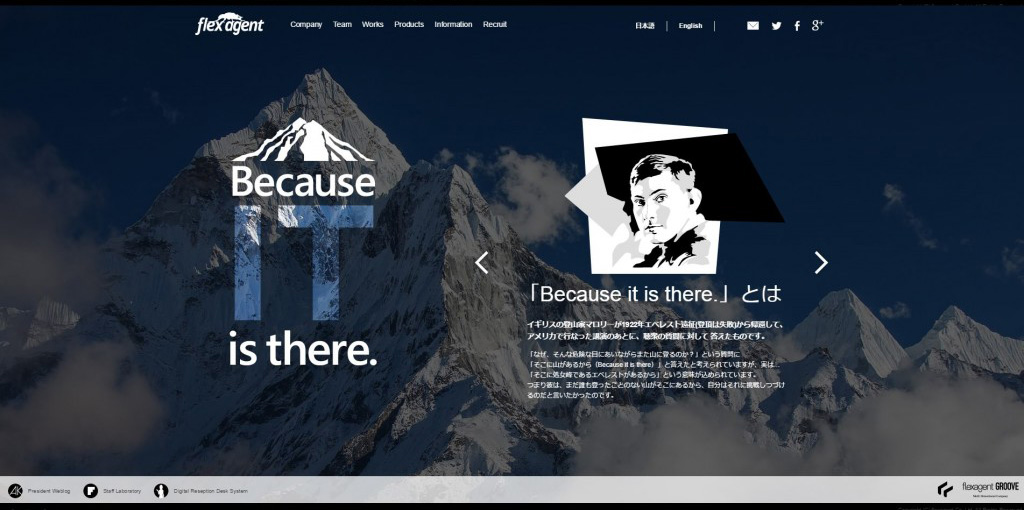 flexagent
Company Team Works Products Information Recruit
日本語 English
Because
IT
is there.
「Because it is there.」とは
イギリスの登山家マロリーが1922年エベレスト遠征(登頂は失敗)から帰還して、
アメリカで行なった講演のあとに、聴衆の質問に対して 答えたものです。
「なぜ、そんな危険な目にあいながらまた山に登るのか？」という質問に
「そこに山があるから（Because it is there）」と答えたと考えられていますが、実は...
「そこに処女峰であるエベレストがあるから」という意味が込められています。
つまり彼は、まだ誰も登ったことのない山がそこにあるから、自分はそれに挑戦しつづけ
るのだと言いたかったのです。
President Weblog Staff Laboratory Digital Reception Desk System
flexagent GROOVE